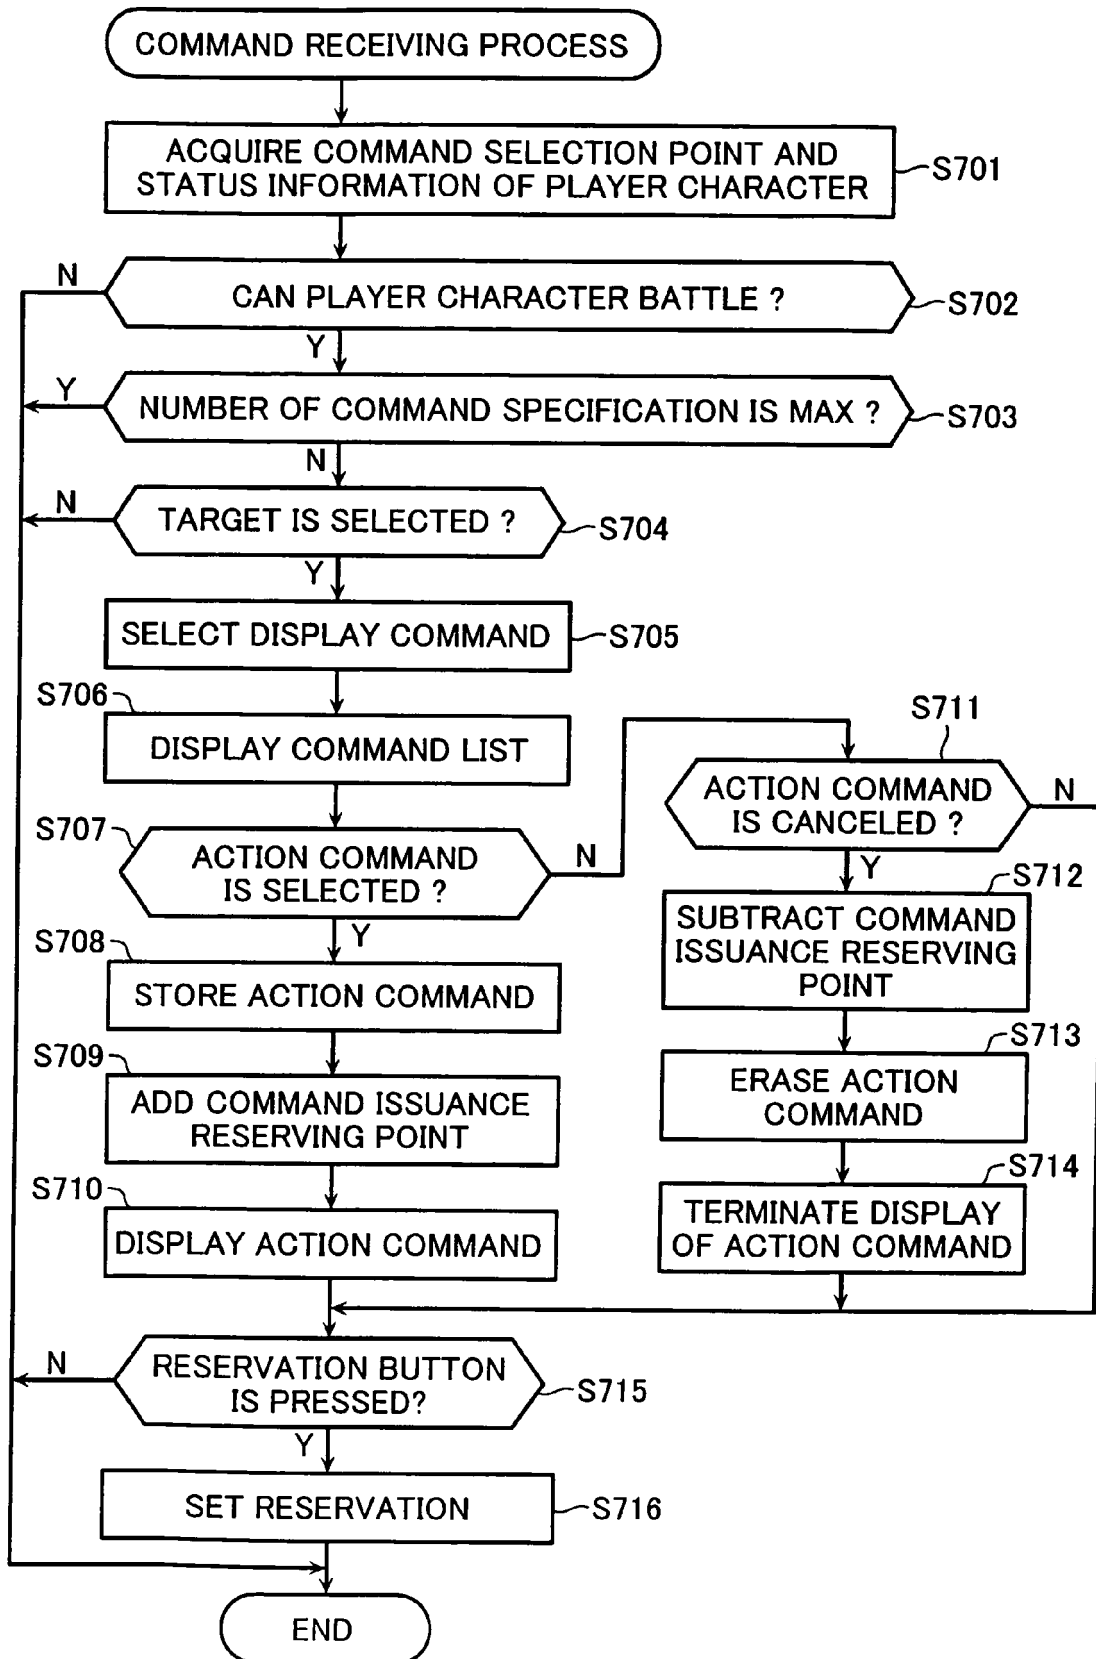 COMMAND RECEIVING PROCESS
ACQUIRE COMMAND SELECTION POINT AND
STATUS INFORMATION OF PLAYER CHARACTER
S701
N
CAN PLAYER CHARACTER BATTLE ?
S702
Y
Y
NUMBER OF COMMAND SPECIFICATION IS MAX ?
S703
N
N
TARGET IS SELECTED ?
S704
Y
SELECT DISPLAY COMMAND
S705
S706
DISPLAY COMMAND LIST
S707
ACTION COMMAND
IS SELECTED ?
N
Y
S708
STORE ACTION COMMAND
S709
ADD COMMAND ISSUANCE
RESERVING POINT
S710
DISPLAY ACTION COMMAND
S711
ACTION COMMAND
IS CANCELED ?
N
Y
S712
SUBTRACT COMMAND
ISSUANCE RESERVING
POINT
S713
ERASE ACTION
COMMAND
S714
TERMINATE DISPLAY
OF ACTION COMMAND
N
RESERVATION BUTTON
IS PRESSED?
S715
Y
SET RESERVATION
S716
END